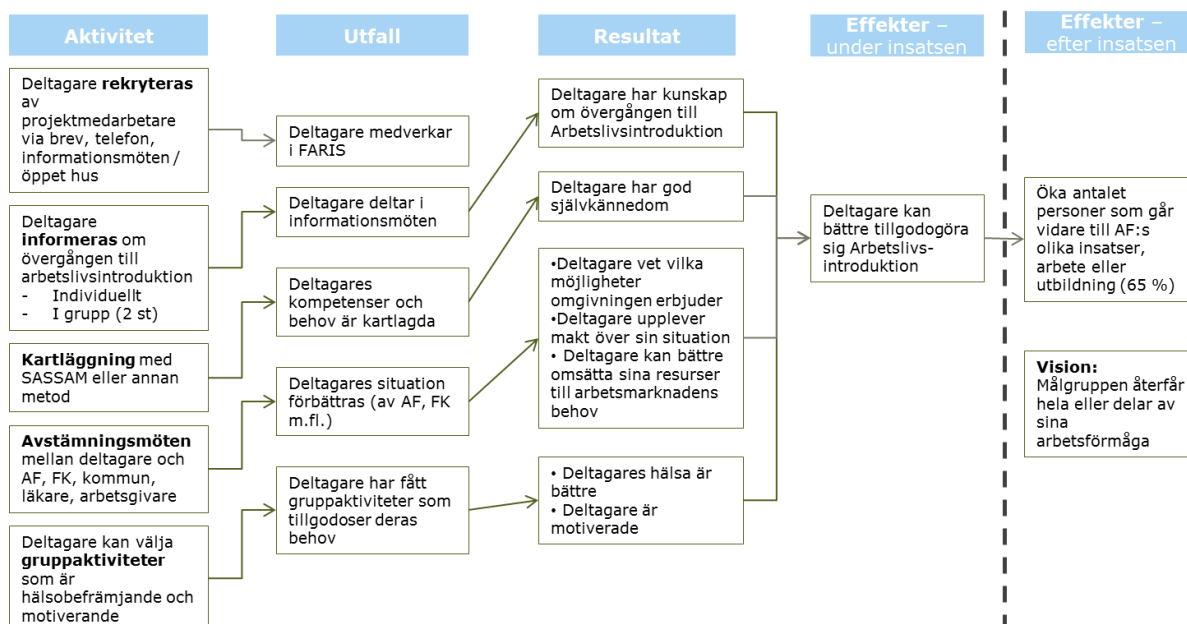 Aktivitet
Deltagare rekryteras
av
projektmedarbetare
via brev, telefon,
informationsmöten /
öppet hus
Deltagare
informeras om
övergången till
arbetslivsintroduktion
- Individuellt
- I grupp (2 st)
Kartläggning med
SASSAM eller annan
metod
Avstämningsmöten
mellan deltagare och
AF, FK, kommun,
läkare, arbetsgivare
Deltagare kan välja
gruppaktiviteter
som är
hälsobefrämjande och
motiverande
Utfall
Deltagare medverkar
i FARIS
Deltagare deltar i
informationsmöten
Deltagares
kompetenser och
behov är kartlagda
Deltagares situation
förbättras (av AF, FK
m.fl.)
Deltagare har fått
gruppaktiviteter som
tillgodoser deras
behov
Resultat
Deltagare har kunskap
om övergången till
Arbetslivsintroduktion
Deltagare har god
självkännedom
•Deltagare vet vilka
möjligheter
omgivningen erbjuder
•Deltagare upplever
makt över sin situation
• Deltagare kan bättre
omsätta sina resurser
till arbetsmarknadens
behov
• Deltagares hälsa är
bättre
• Deltagare är
motiverade
Effekter –
under insatsen
Deltagare kan
bättre tillgodogöra
sig Arbetslivs-
introduktion
Effekter –
efter insatsen
Öka antalet
personer som går
vidare till AF:s
olika insatser,
arbete eller
utbildning (65 %)
Vision:
Målgruppen återfår
hela eller delar av
sina
arbetsförmåga